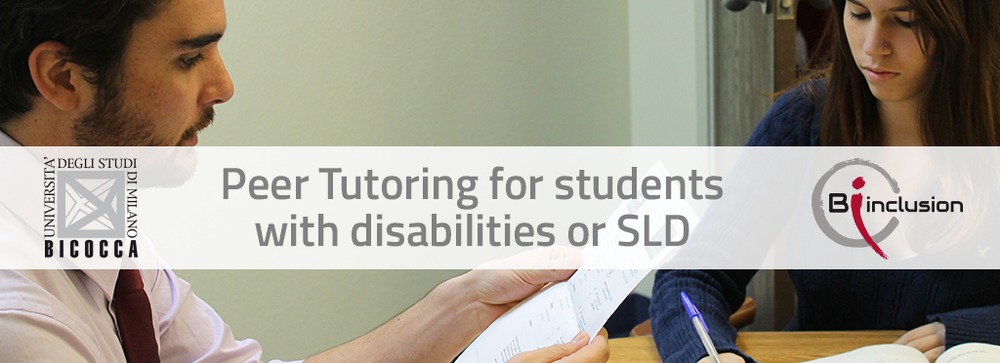 UNIVERSITA'
DEGLI STUDI
DI MILANO
BICOCCA
Peer Tutoring for students
with disabilities or SLD
Bi inclusion